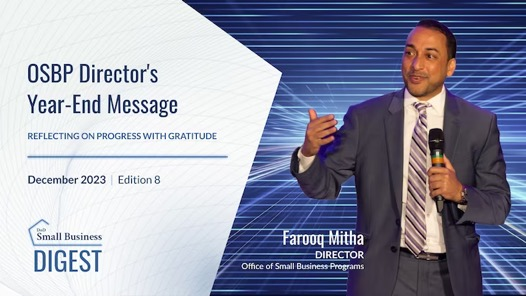 OSBP Director's
Year-End Message
REFLECTING ON PROGRESS WITH GRATITUDE
December 2023 | Edition 8
DoD
Small Business
DIGEST
Farooq Mitha
DIRECTOR
Office of Small Business Programs